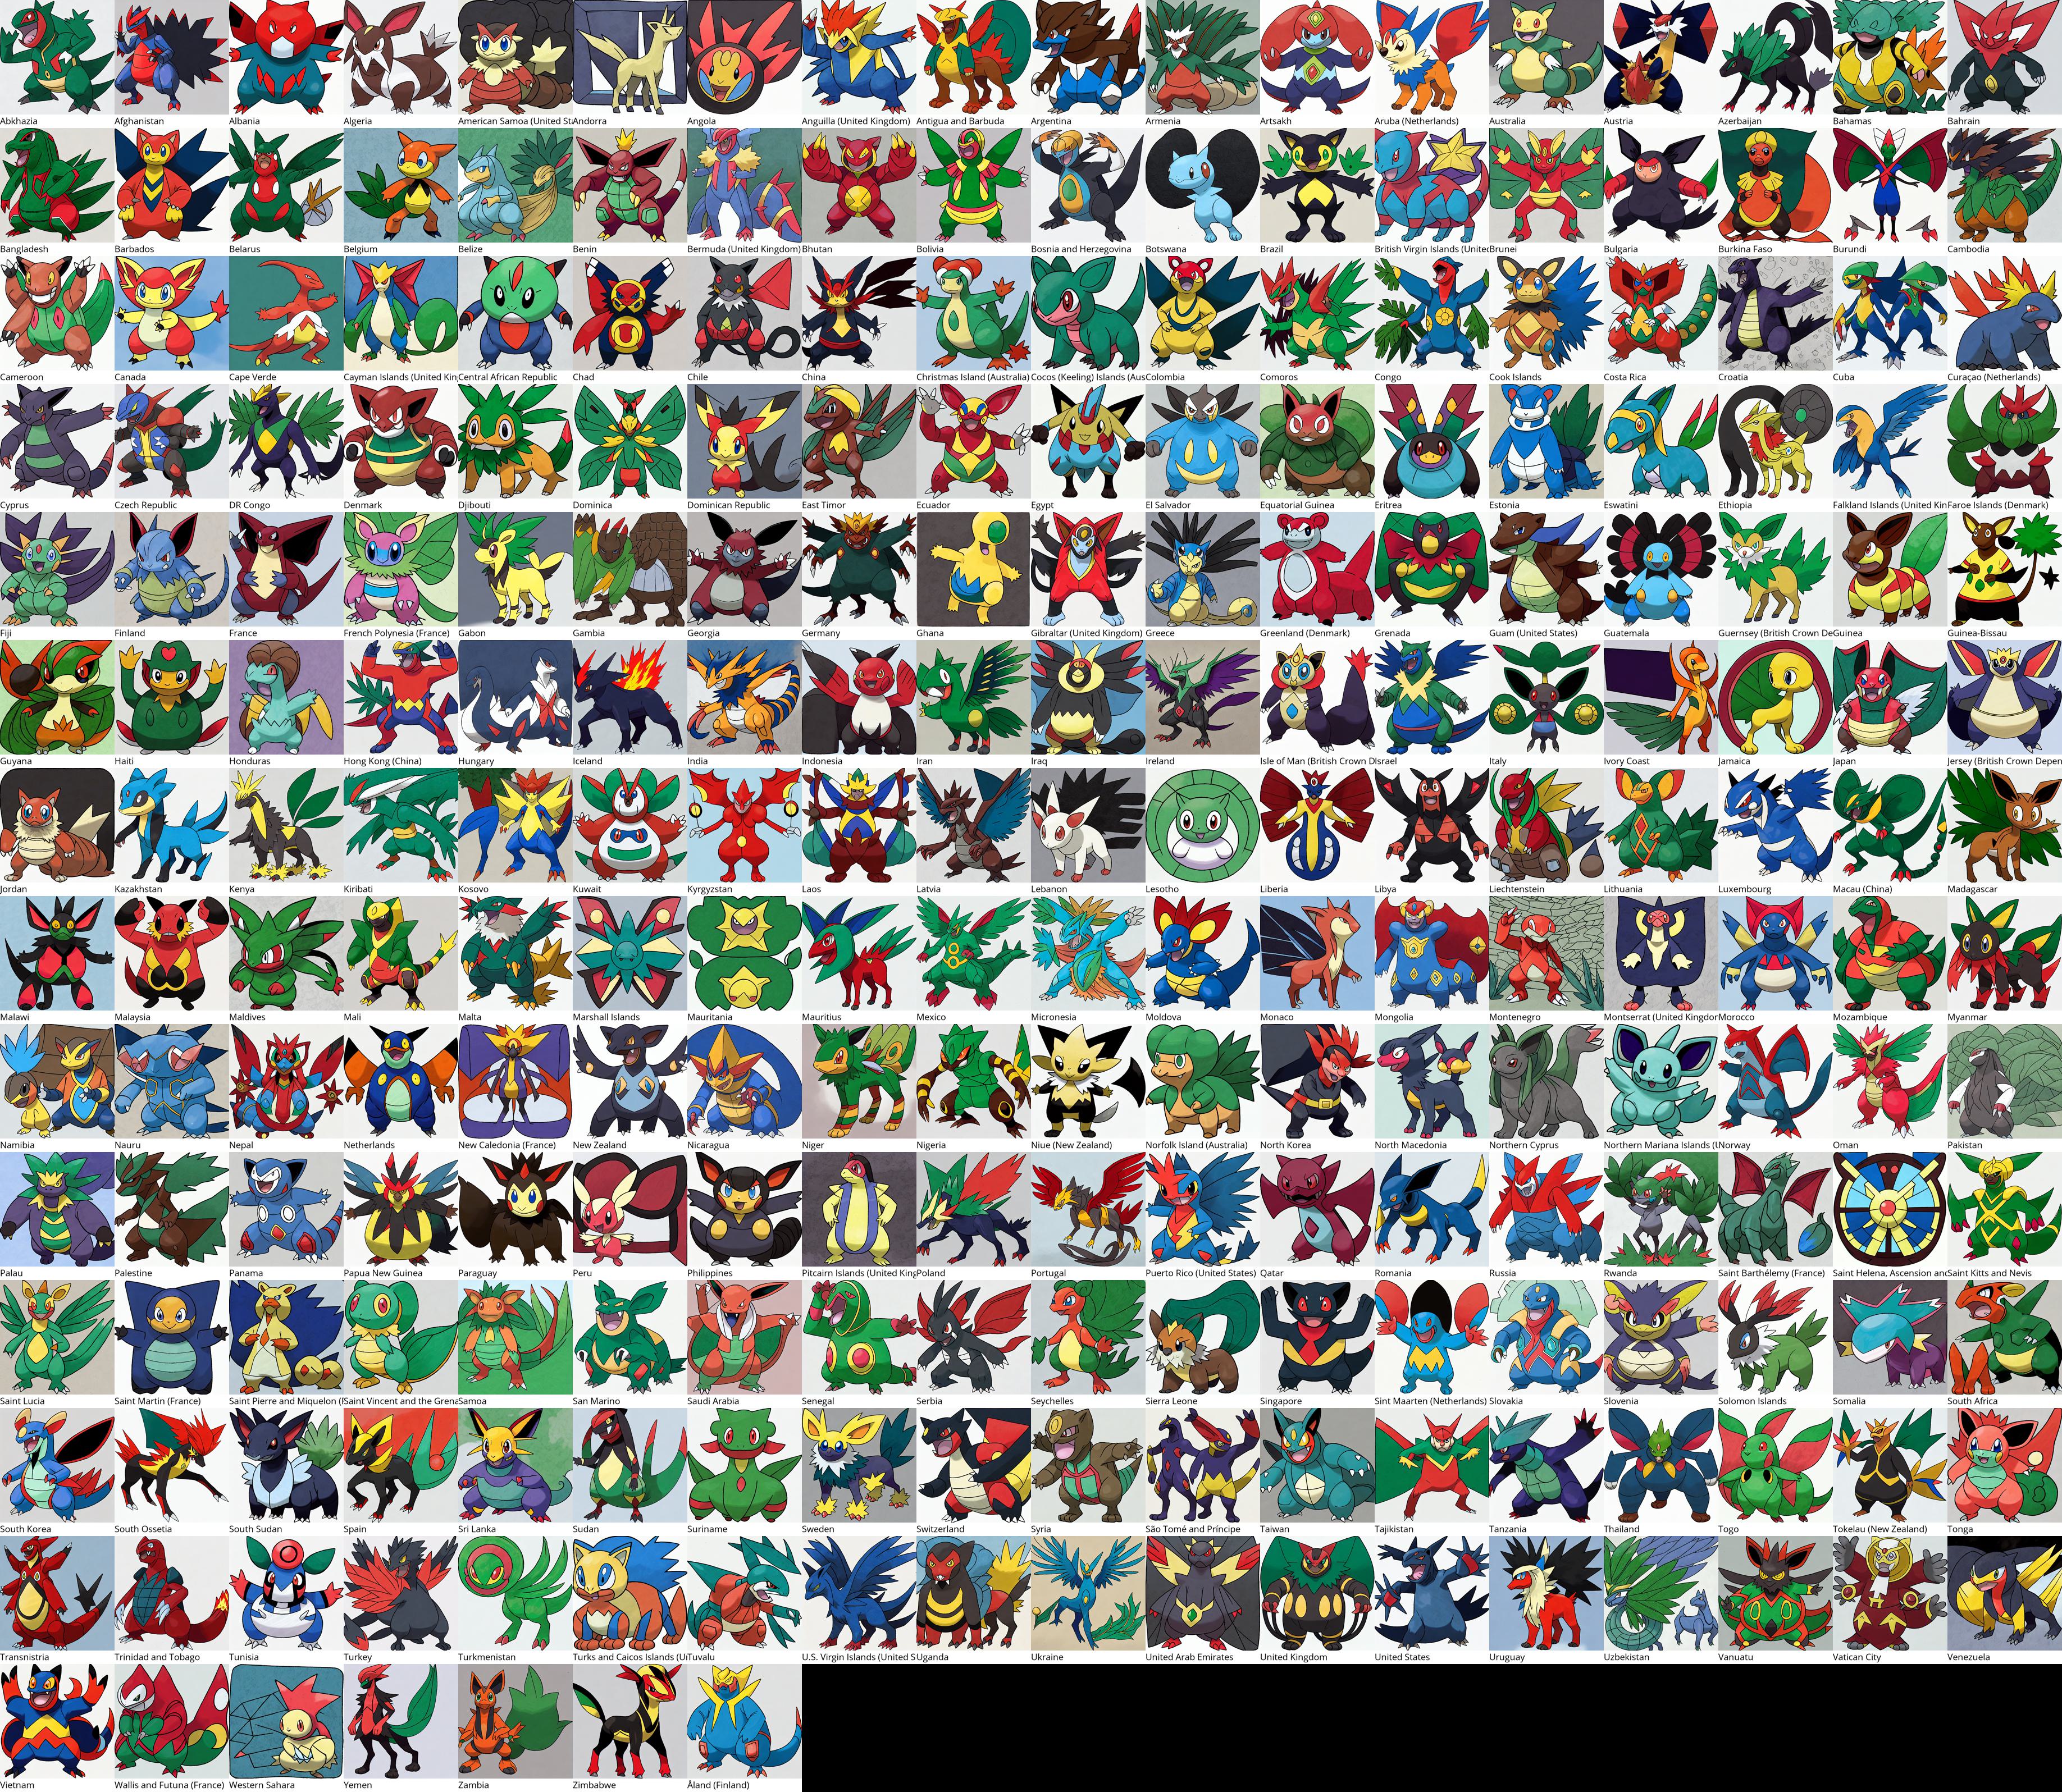 Abkhazia
Afghanistan
Albania
Algeria
American Samoa (United St
Andorra
Angola
Anguilla (United Kingdom)
Antigua and Barbuda
Argentina
Armenia
Artsakh
Aruba (Netherlands)
Australia
Austria
Azerbaijan
Bahamas
Bahrain
Bangladesh
Barbados
Belarus
Belgium
Belize
Benin
Bermuda (United Kingdom)
Bhutan
Bolivia
Bosnia and Herzegovina
Botswana
Brazil
British Virgin Islands (United
Brunei
Bulgaria
Burkina Faso
Burundi
Cambodia
Cameroon
Canada
Cape Verde
Cayman Islands (United Kin
Central African Republic
Chad
Chile
China
Christmas Island (Australia)
Cocos (Keeling) Islands (Aus
Colombia
Comoros
Congo
Cook Islands
Costa Rica
Croatia
Cuba
Curaçao (Netherlands)
Cyprus
Czech Republic
DR Congo
Denmark
Djibouti
Dominica
Dominican Republic
East Timor
Ecuador
Egypt
El Salvador
Equatorial Guinea
Eritrea
Estonia
Eswatini
Ethiopia
Falkland Islands (United Kin
Faroe Islands (Denmark)
Fiji
Finland
France
French Polynesia (France)
Gabon
Gambia
Georgia
Germany
Ghana
Gibraltar (United Kingdom)
Greece
Greenland (Denmark)
Grenada
Guam (United States)
Guatemala
Guernsey (British Crown De
Guinea
Guinea-Bissau
Guyana
Haiti
Honduras
Hong Kong (China)
Hungary
Iceland
India
Indonesia
Iran
Iraq
Ireland
Isle of Man (British Crown D
Israel
Italy
Ivory Coast
Jamaica
Japan
Jersey (British Crown Depen
Jordan
Kazakhstan
Kenya
Kiribati
Kosovo
Kuwait
Kyrgyzstan
Laos
Latvia
Lebanon
Lesotho
Liberia
Libya
Liechtenstein
Lithuania
Luxembourg
Macau (China)
Madagascar
Malawi
Malaysia
Maldives
Mali
Malta
Marshall Islands
Mauritania
Mauritius
Mexico
Micronesia
Moldova
Monaco
Mongolia
Montenegro
Montserrat (United Kingdom
Morocco
Mozambique
Myanmar
Namibia
Nauru
Nepal
Netherlands
New Caledonia (France)
New Zealand
Nicaragua
Niger
Nigeria
Niue (New Zealand)
Norfolk Island (Australia)
North Korea
North Macedonia
Northern Cyprus
Northern Mariana Islands (U
Norway
Oman
Pakistan
Palau
Palestine
Panama
Papua New Guinea
Paraguay
Peru
Philippines
Pitcairn Islands (United King
Poland
Portugal
Puerto Rico (United States)
Qatar
Romania
Russia
Rwanda
Saint Barthélemy (France)
Saint Helena, Ascension and
Saint Kitts and Nevis
Saint Lucia
Saint Martin (France)
Saint Pierre and Miquelon (F
Saint Vincent and the Grena
Samoa
San Marino
Saudi Arabia
Senegal
Serbia
Seychelles
Sierra Leone
Singapore
Sint Maarten (Netherlands)
Slovakia
Slovenia
Solomon Islands
Somalia
South Africa
South Korea
South Ossetia
South Sudan
Spain
Sri Lanka
Sudan
Suriname
Sweden
Switzerland
Syria
São Tomé and Príncipe
Taiwan
Tajikistan
Tanzania
Thailand
Togo
Tokelau (New Zealand)
Tonga
Transnistria
Trinidad and Tobago
Tunisia
Turkey
Turkmenistan
Turks and Caicos Islands (Un
Tuvalu
U.S. Virgin Islands (United S
Uganda
Ukraine
United Arab Emirates
United Kingdom
United States
Uruguay
Uzbekistan
Vanuatu
Vatican City
Venezuela
Vietnam
Wallis and Futuna (France)
Western Sahara
Yemen
Zambia
Zimbabwe
Åland (Finland)